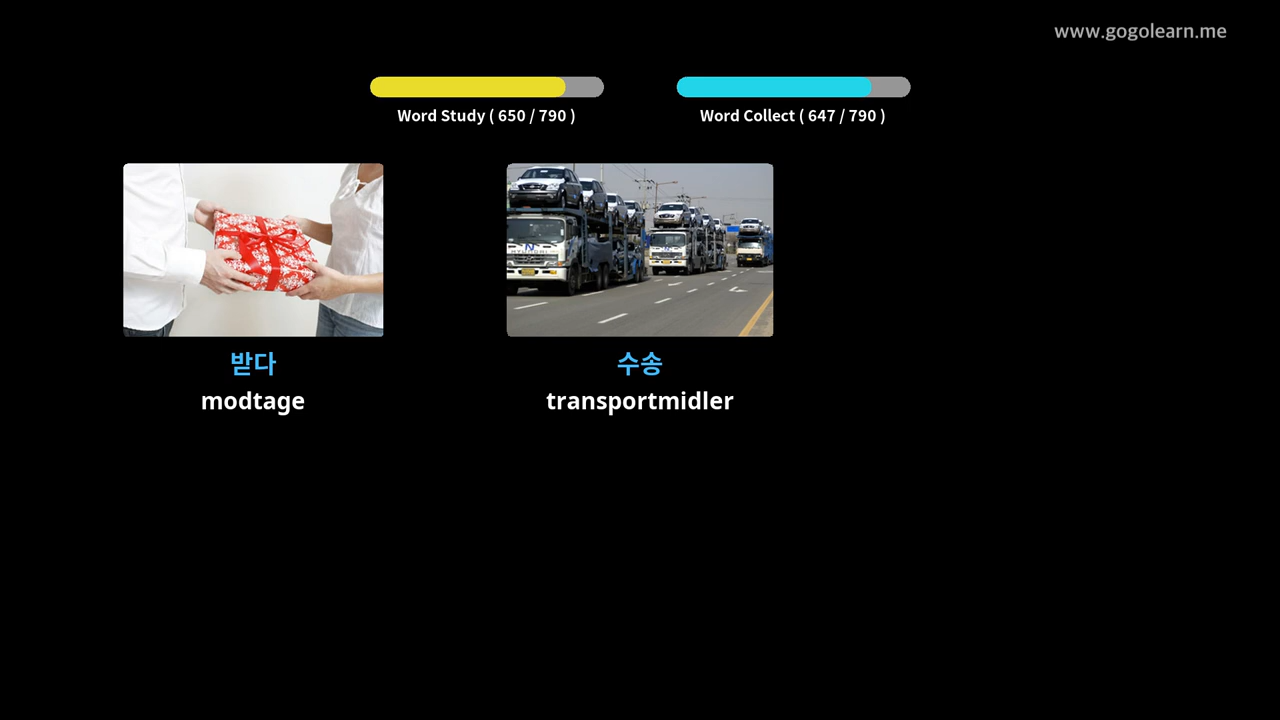 www.gogolearn.me
Word Study ( 650 / 790 )
Word Collect ( 647 / 790 )
받다
modtage
수송
transportmidler